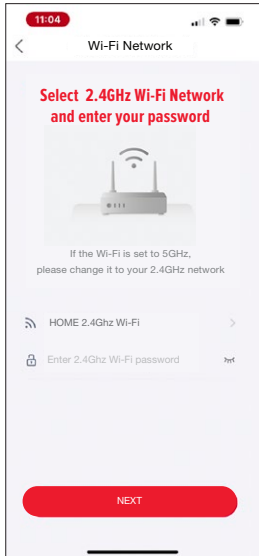 11:04
Wi-Fi Network
Select 2.4GHz Wi-Fi Network
and enter your password
If the Wi-Fi is set to 5GHz,
please change it to your 2.4GHz network
HOME 2.4Ghz Wi-Fi
Enter 2.4Ghz Wi-Fi password
NEXT